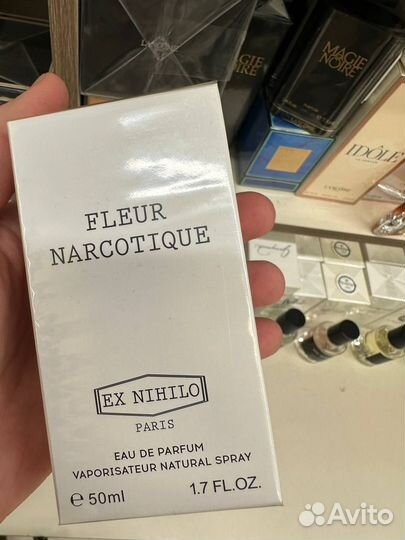 MAGIE
NOIRE
IDÔLE
LANCÔME
FLEUR
NARCOTIQUE
EX NIHILO
PARIS
EAU DE PARFUM
VAPORISATEUR NATURAL SPRAY
e 50ml 1.7 FL.OZ.
Avito